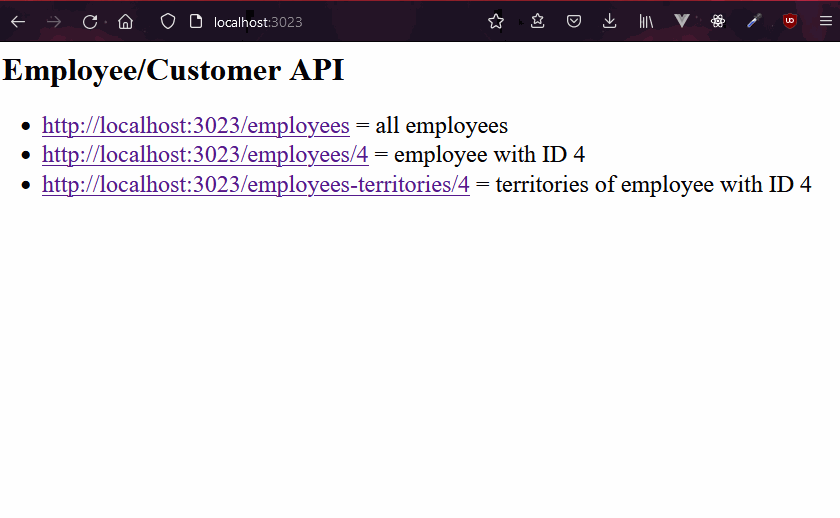 localhost:3023
Employee/Customer API
http://localhost:3023/employees = all employees
http://localhost:3023/employees/4 = employee with ID 4
http://localhost:3023/employees-territories/4 = territories of employee with ID 4